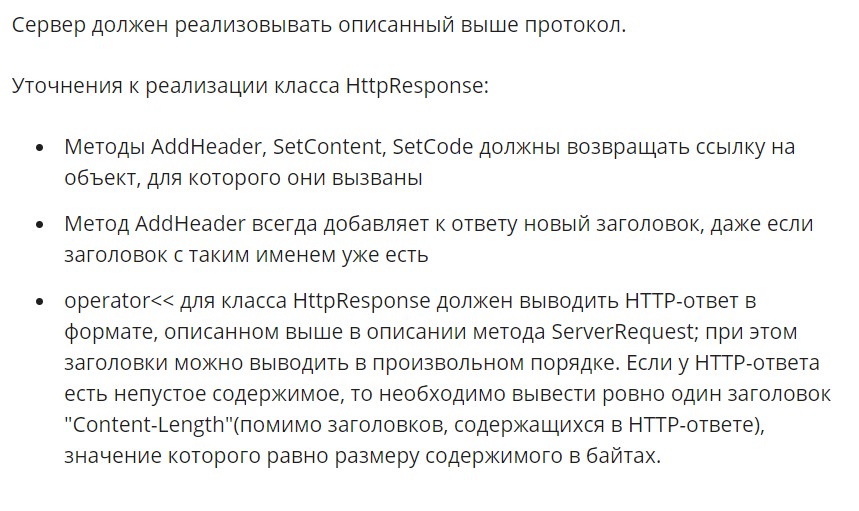 Сервер должен реализовывать описанный выше протокол.
Уточнения к реализации класса HttpResponse:
• Методы AddHeader, SetContent, SetCode должны возвращать ссылку на
объект, для которого они вызваны
• Метод AddHeader всегда добавляет к ответу новый заголовок, даже если
заголовок с таким именем уже есть
• operator<< для класса HttpResponse должен выводить HTTP-ответ в
формате, описанном выше в описании метода ServerRequest; при этом
заголовки можно выводить в произвольном порядке. Если у HTTP-ответа
есть непустое содержимое, то необходимо вывести ровно один заголовок
"Content-Length"(помимо заголовков, содержащихся в HTTP-ответе),
значение которого равно размеру содержимого в байтах.